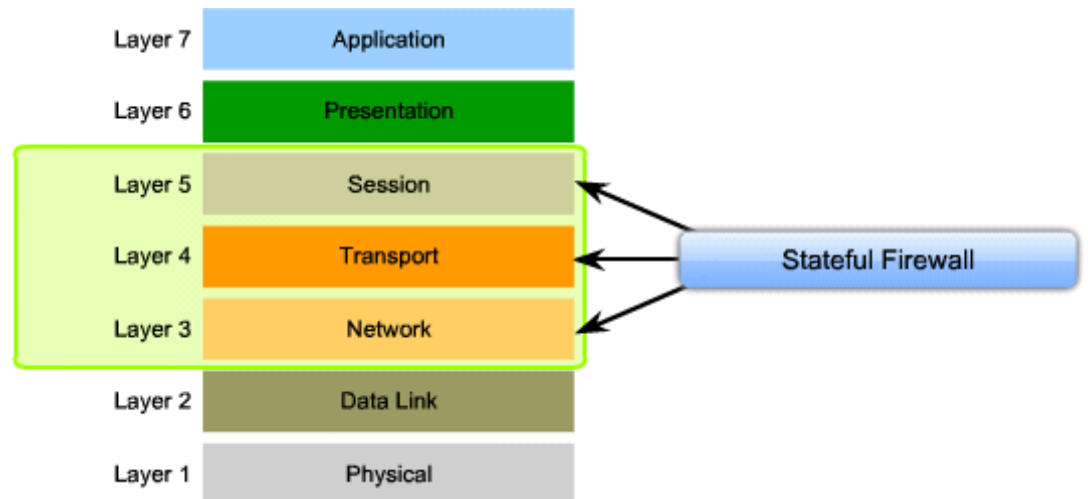 Layer 7 Application
Layer 6 Presentation
Layer 5 Session
Layer 4 Transport
Stateful Firewall
Layer 3 Network
Layer 2 Data Link
Layer 1 Physical